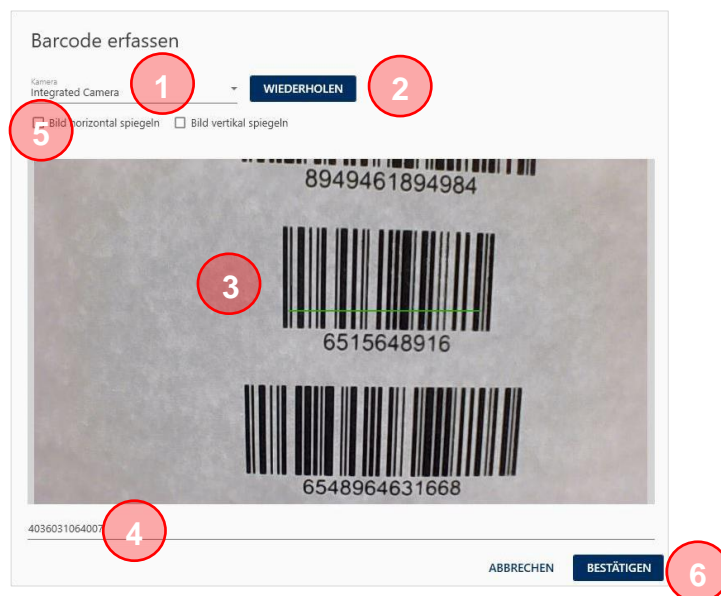 Barcode erfassen
Kamera
Integrated Camera
1
WIEDERHOLEN
2
5
Bild horizontal spiegeln
Bild vertikal spiegeln
8949461894984
3
6515648916
6548964631668
4036031064007
4
ABBRECHEN
BESTÄTIGEN
6